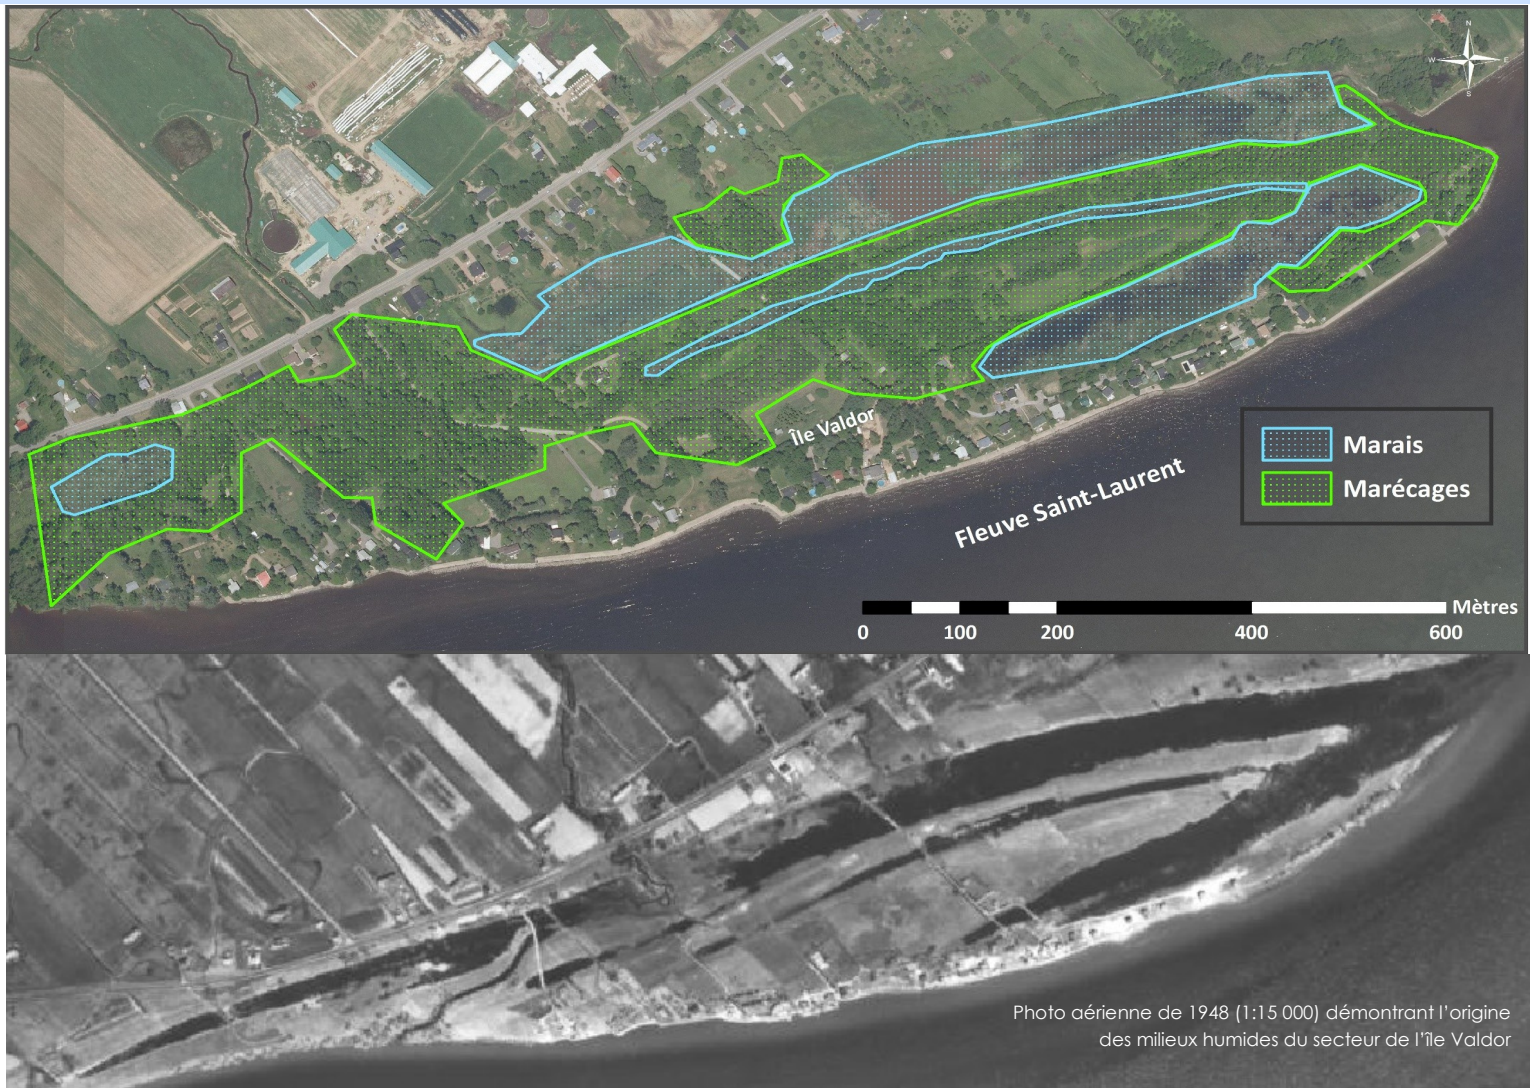 N
W E
S
Île Valdor
Fleuve Saint-Laurent
Marais
Marécages
Mètres
0 100 200 400 600
Photo aérienne de 1948 (1:15 000) démontrant l'origine
des milieux humides du secteur de l'île Valdor